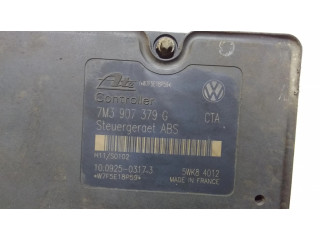 Ate
Controller
7M3 907 379 G CTA
Steuergeraet ABS
10.0925-0317.3 5WK8 4012
MADE IN FRANCE